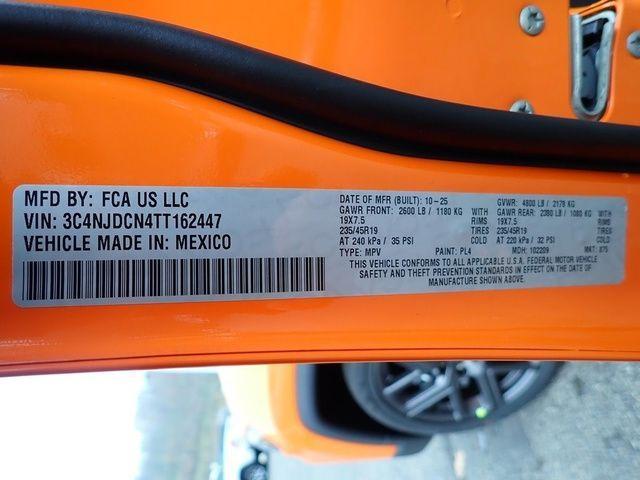 MFD BY: FCA US LLC
VIN: 3C4NJDCN4TT162447
VEHICLE MADE IN: MEXICO
DATE OF MFR (BUILT): 10-25 GVWR: 4800 LB / 2178 KG
GAWR FRONT: 2600 LB / 1180 KG WITH GAWR REAR: 2380 LB / 1080 KG WITH
19X7.5 RIMS 19X7.5 RIMS
235/45R19 TIRES 235/45R19 TIRES
AT 240 kPa / 35 PSI COLD AT 220 kPa / 32 PSI COLD
TYPE: MPV PAINT: PL4 MDH: 102209 MAT: 875
THIS VEHICLE CONFORMS TO ALL APPLICABLE U.S.A. FEDERAL MOTOR VEHICLE
SAFETY AND THEFT PREVENTION STANDARDS IN EFFECT ON THE DATE OF
MANUFACTURE SHOWN ABOVE.